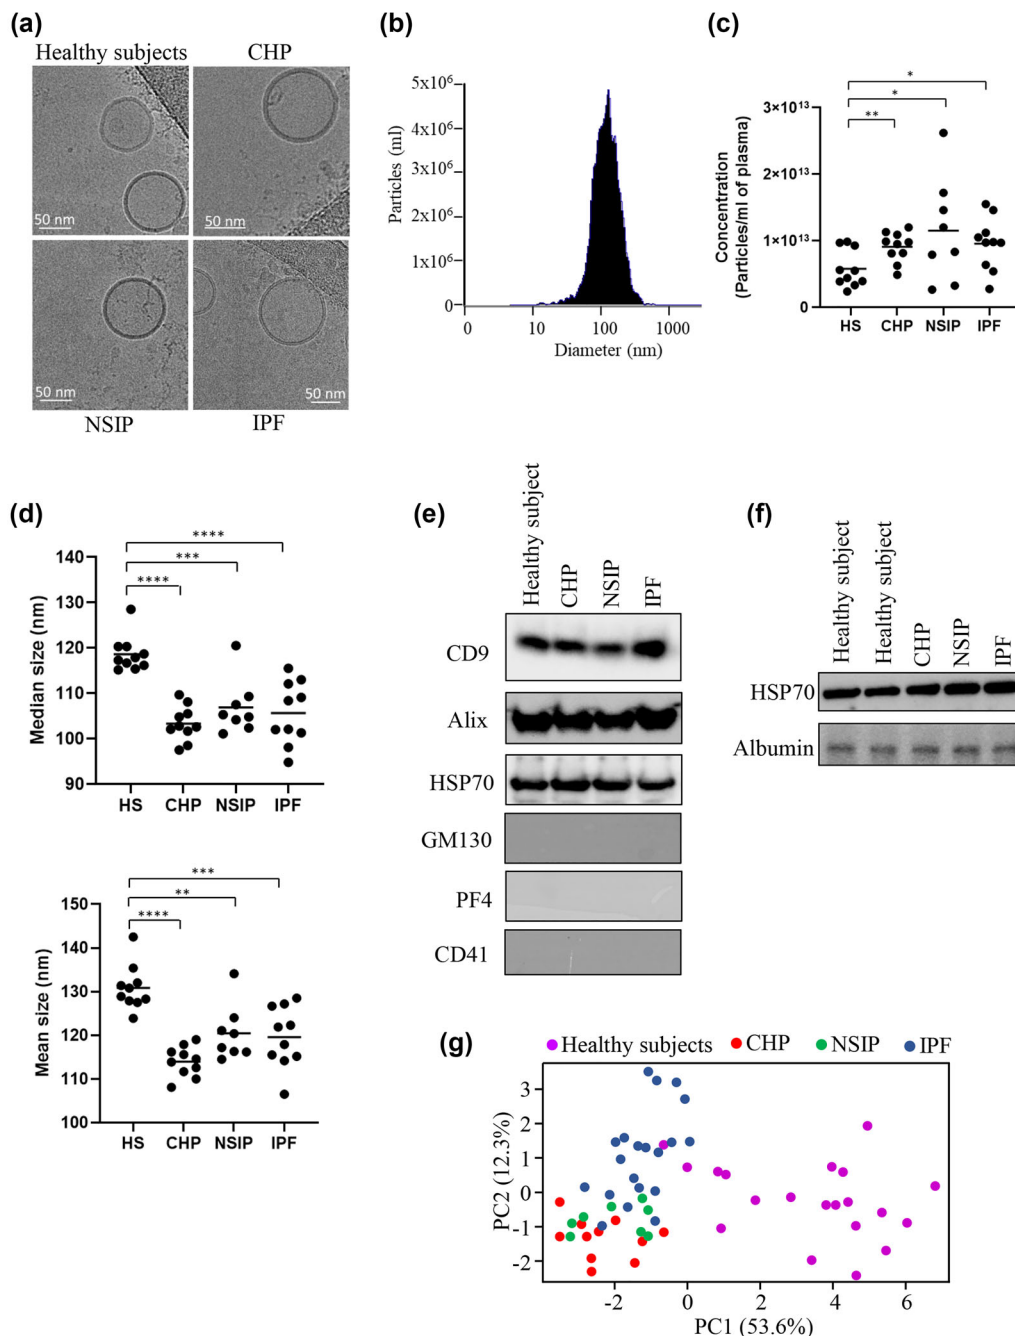 (a)
Healthy subjects
CHP
50 nm
50 nm
50 nm
50 nm
NSIP
IPF
(b)
Particles (ml)
5x10⁶
4x10⁶
3x10⁶
2x10⁶
1x10⁶
0
0
10
100
1000
Diameter (nm)
(c)
Concentration
(Particles/ml of plasma)
3×10¹³
2×10¹³
1×10¹³
0
*
*
**
HS
CHP
NSIP
IPF
(d)
Median size (nm)
140
130
120
110
100
90
****
***
****
HS
CHP
NSIP
IPF
Mean size (nm)
150
140
130
120
110
100
***
**
****
HS
CHP
NSIP
IPF
(e)
Healthy subject
CHP
NSIP
IPF
CD9
Alix
HSP70
GM130
PF4
CD41
(f)
Healthy subject
Healthy subject
CHP
NSIP
IPF
HSP70
Albumin
(g)
Healthy subjects
CHP
NSIP
IPF
PC2 (12.3%)
3
2
1
0
-1
-2
-2
0
2
4
6
PC1 (53.6%)